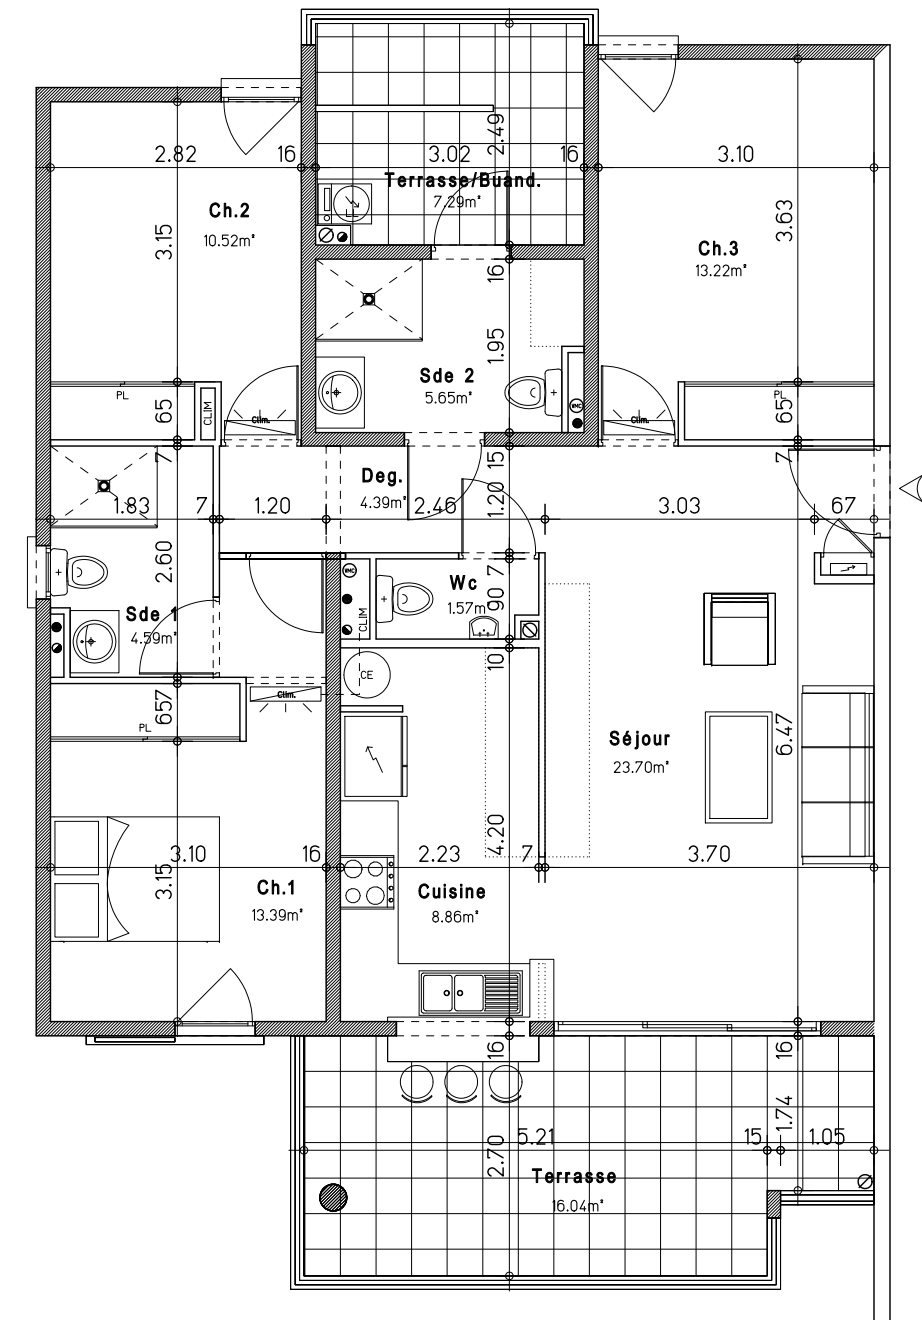 2.82
16
3.02
2.49
16
3.10
Terrasse/Buand.
7.29m²
Ch.2
10.52m²
3.15
3.63
Ch.3
13.22m²
16
1.95
Sde 2
5.65m²
VMC
PL
65
CLIM
Clim.
Clim.
PL
65
7
7
15
Deg.
4.39m²
1.83
7
1.20
2.46
1.20
3.03
67
2.60
VMC
Wc
1.57m²
7
90
CLIM
Sde 1
4.59m²
10
CE
Clim.
7
65
PL
Séjour
23.70m²
6.47
4.20
3.10
16
2.23
7
3.70
3.15
Ch.1
13.39m²
Cuisine
8.86m²
16
16
1.74
5.21
15
1.05
2.70
Terrasse
16.04m²